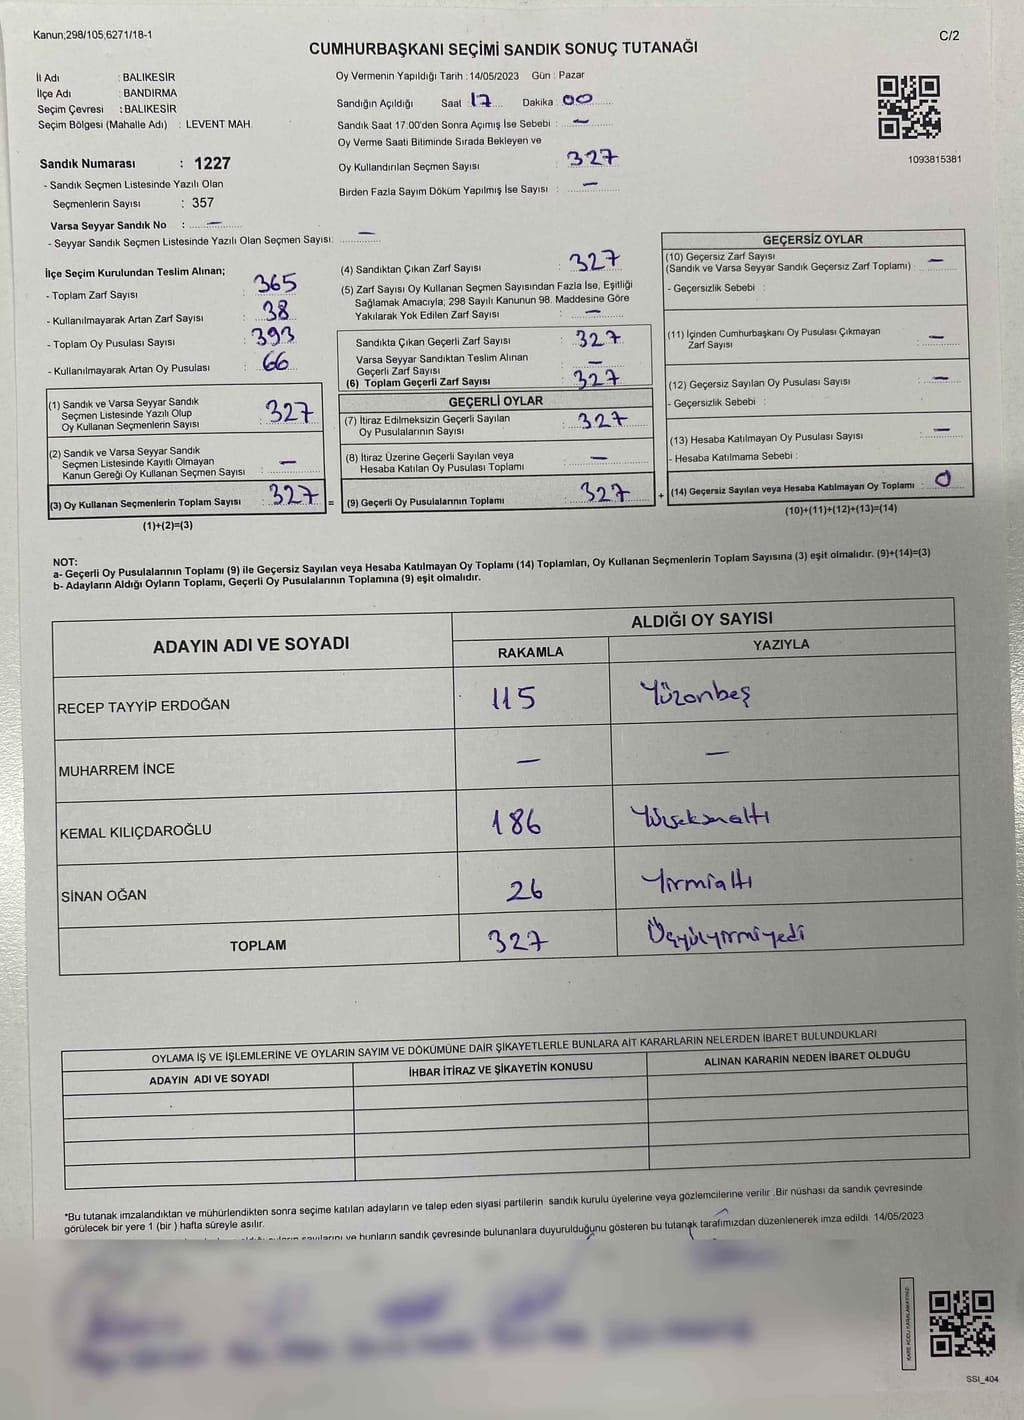 Kanun;298/105,6271/18-1
C/2
CUMHURBAŞKANI SEÇİMİ SANDIK SONUÇ TUTANAĞI
İl Adı : BALIKESİR
İlçe Adı : BANDIRMA
Seçim Çevresi : BALIKESİR
Seçim Bölgesi (Mahalle Adı) : LEVENT MAH.
Sandık Numarası : 1227
- Sandık Seçmen Listesinde Yazılı Olan
Seçmenlerin Sayısı : 357
Varsa Seyyar Sandık No : —
- Seyyar Sandık Seçmen Listesinde Yazılı Olan Seçmen Sayısı: —
Oy Vermenin Yapıldığı Tarih : 14/05/2023 Gün : Pazar
Sandığın Açıldığı Saat : 17 Dakika : 00
Sandık Saat 17:00'den Sonra Açımış İse Sebebi : —
Oy Verme Saati Bitiminde Sırada Bekleyen ve
Oy Kullandırılan Seçmen Sayısı : 327
Birden Fazla Sayım Döküm Yapılmış İse Sayısı : —
1093815381
İlçe Seçim Kurulundan Teslim Alınan;
- Toplam Zarf Sayısı : 365
- Kullanılmayarak Artan Zarf Sayısı : 38
- Toplam Oy Pusulası Sayısı : 393
- Kullanılmayarak Artan Oy Pusulası : 66
(1) Sandık ve Varsa Seyyar Sandık
Seçmen Listesinde Yazılı Olup
Oy Kullanan Seçmenlerin Sayısı : 327
(2) Sandık ve Varsa Seyyar Sandık
Seçmen Listesinde Kayıtlı Olmayan
Kanun Gereği Oy Kullanan Seçmen Sayısı : —
(3) Oy Kullanan Seçmenlerin Toplam Sayısı : 327 =
(1)+(2)=(3)
(4) Sandıktan Çıkan Zarf Sayısı : 327
(5) Zarf Sayısı Oy Kullanan Seçmen Sayısından Fazla İse, Eşitliği
Sağlamak Amacıyla; 298 Sayılı Kanunun 98. Maddesine Göre
Yakılarak Yok Edilen Zarf Sayısı : —
Sandıkta Çıkan Geçerli Zarf Sayısı : 327
Varsa Seyyar Sandıktan Teslim Alınan
Geçerli Zarf Sayısı : —
(6) Toplam Geçerli Zarf Sayısı : 327
GEÇERLİ OYLAR
(7) İtiraz Edilmeksizin Geçerli Sayılan
Oy Pusulalarının Sayısı : 327
(8) İtiraz Üzerine Geçerli Sayılan veya
Hesaba Katılan Oy Pusulası Toplamı : —
(9) Geçerli Oy Pusulalarının Toplamı : 327 +
GEÇERSİZ OYLAR
(10) Geçersiz Zarf Sayısı
(Sandık ve Varsa Seyyar Sandık Geçersiz Zarf Toplamı) : —
- Geçersizlik Sebebi :
(11) İçinden Cumhurbaşkanı Oy Pusulası Çıkmayan
Zarf Sayısı : —
(12) Geçersiz Sayılan Oy Pusulası Sayısı : —
- Geçersizlik Sebebi :
(13) Hesaba Katılmayan Oy Pusulası Sayısı : —
- Hesaba Katılmama Sebebi :
(14) Geçersiz Sayılan veya Hesaba Katılmayan Oy Toplamı : 0
(10)+(11)+(12)+(13)=(14)
NOT:
a- Geçerli Oy Pusulalarının Toplamı (9) ile Geçersiz Sayılan veya Hesaba Katılmayan Oy Toplamı (14) Toplamları, Oy Kullanan Seçmenlerin Toplam Sayısına (3) eşit olmalıdır. (9)+(14)=(3)
b- Adayların Aldığı Oyların Toplamı, Geçerli Oy Pusulalarının Toplamına (9) eşit olmalıdır.
ADAYIN ADI VE SOYADI
ALDIĞI OY SAYISI
RAKAMLA YAZIYLA
RECEP TAYYİP ERDOĞAN 115 Yüzonbeş
MUHARREM İNCE — —
KEMAL KILIÇDAROĞLU 186 Yüzseksenaltı
SİNAN OĞAN 26 Yirmialtı
TOPLAM 327 Üçyüzyirmiyedi
OYLAMA İŞ VE İŞLEMLERİNE VE OYLARIN SAYIM VE DÖKÜMÜNE DAİR ŞİKAYETLERLE BUNLARA AİT KARARLARIN NELERDEN İBARET BULUNDUKLARI
ADAYIN ADI VE SOYADI İHBAR İTİRAZ VE ŞİKAYETİN KONUSU ALINAN KARARIN NEDEN İBARET OLDUĞU
*Bu tutanak imzalandıktan ve mühürlendikten sonra seçime katılan adayların ve talep eden siyasi partilerin sandık kurulu üyelerine veya gözlemcilerine verilir. Bir nüshası da sandık çevresinde
görülecek bir yere 1 (bir ) hafta süreyle asılır.
sayılarını ve bunların sandık çevresinde bulunanlara duyurulduğunu gösteren bu tutanak tarafımızdan düzenlenerek imza edildi. 14/05/2023
KARE KODU KARALAMAYINIZ
SSI_404